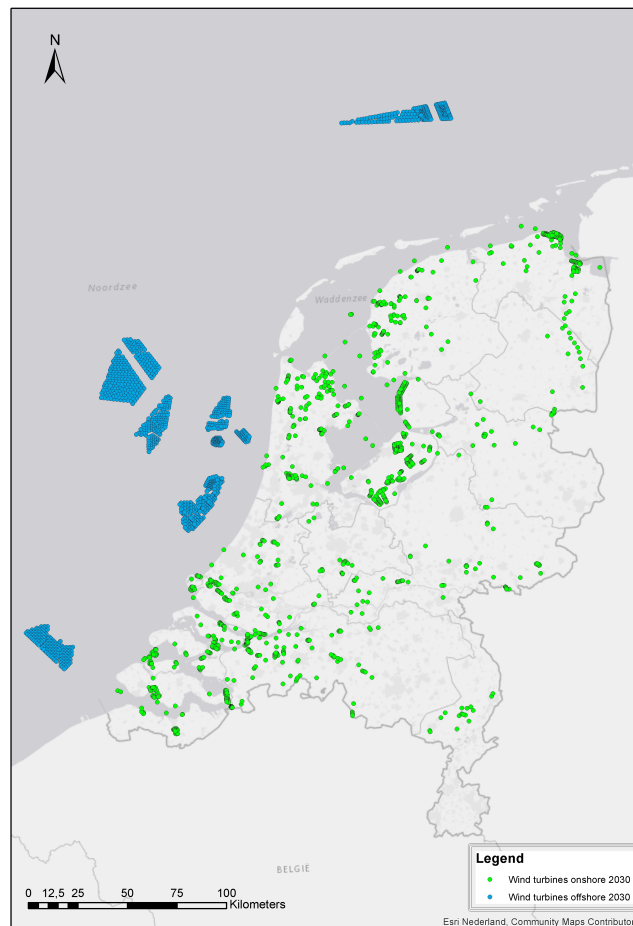 N
Noordzee
Waddenzee
BELGIË
0 12,5 25 50 75 100
Kilometers
Legend
Wind turbines onshore 2030
Wind turbines offshore 2030
Esri Nederland, Community Maps Contributor